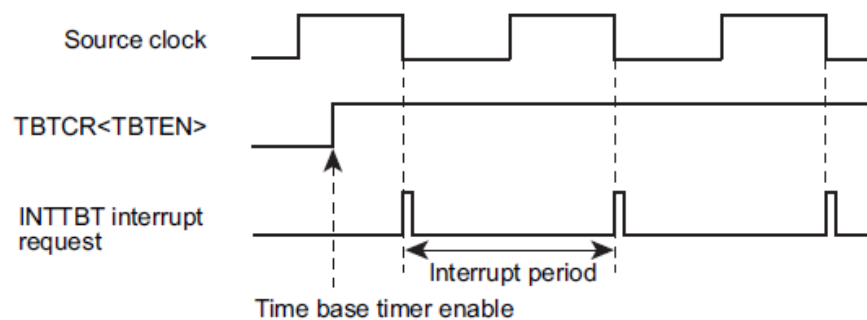 Source clock
TBTCR<TBTEN>
INTTBT interrupt
request
Interrupt period
Time base timer enable